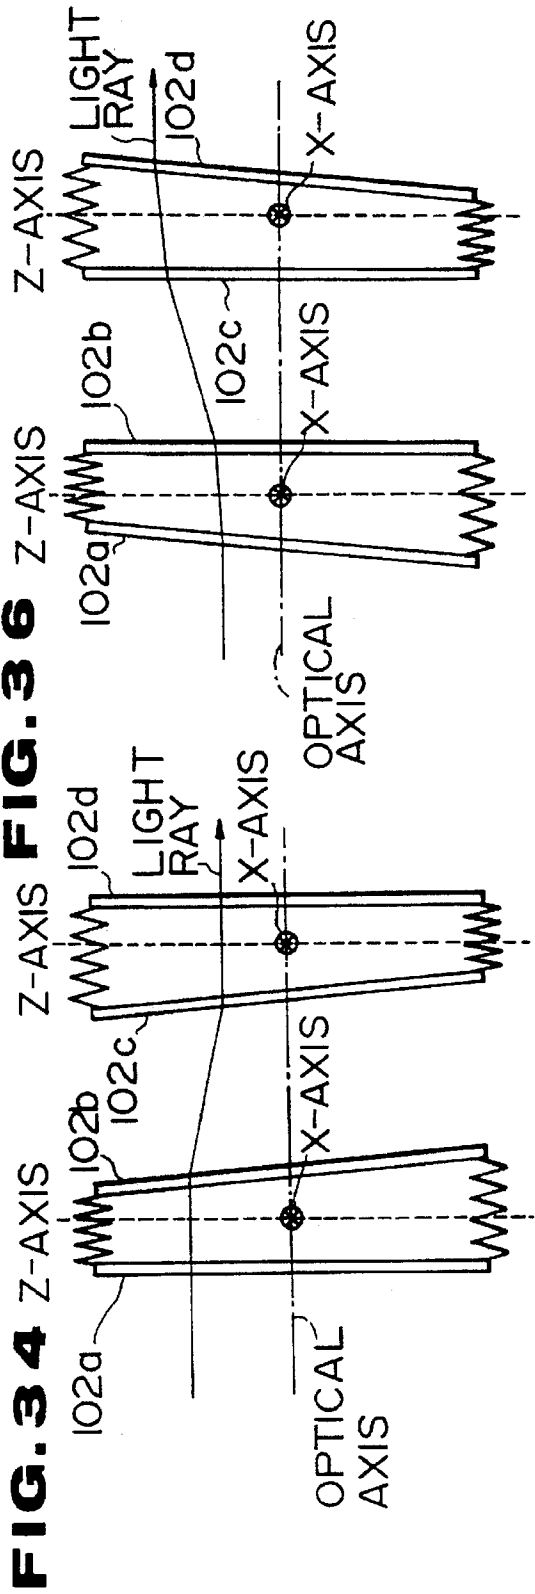 FIG.34
Z-AXIS
Z-AXIS
102a
102b
102c
102d
LIGHT
RAY
X-AXIS
X-AXIS
OPTICAL
AXIS
FIG.36
Z-AXIS
Z-AXIS
102a
102b
102c
102d
LIGHT
RAY
X-AXIS
X-AXIS
OPTICAL
AXIS